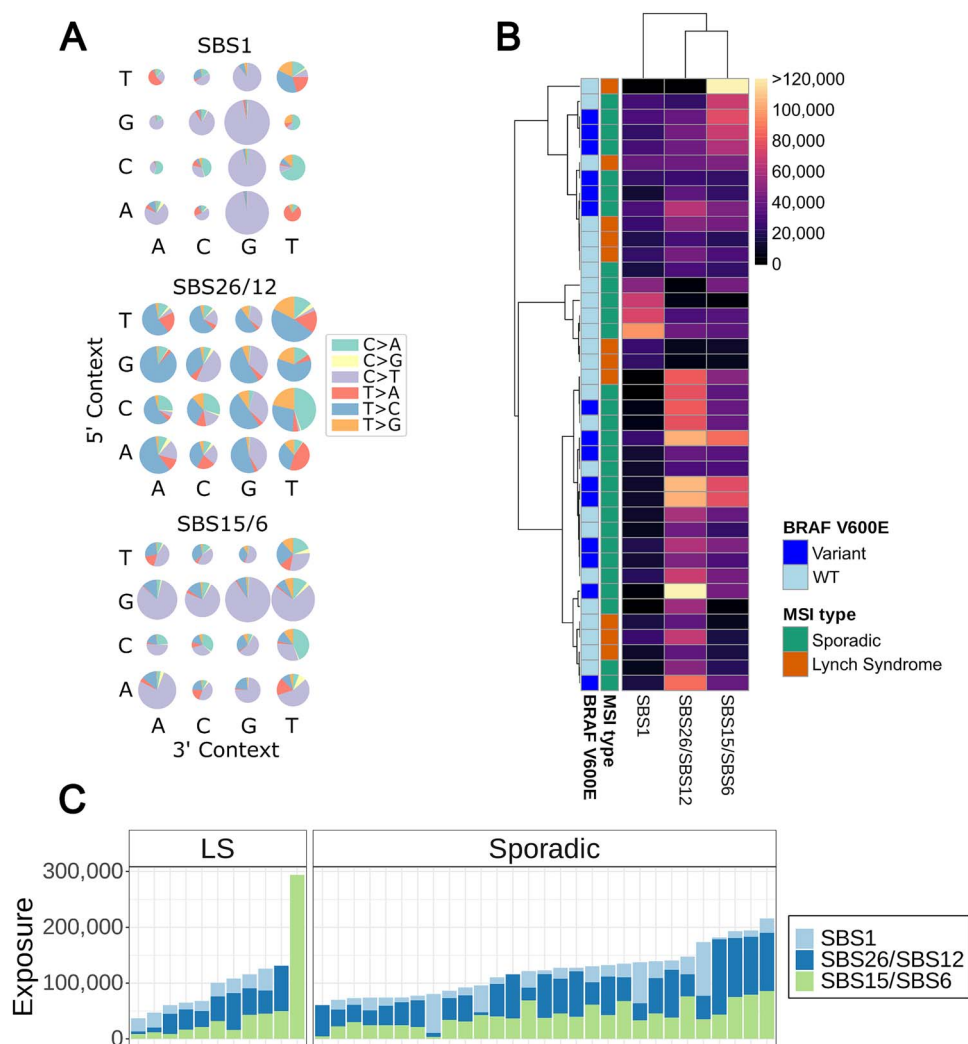 A
SBS1
T
G
C
A
A C G T
SBS26/12
T
G
C
A
A C G T
5' Context
C>A
C>G
C>T
T>A
T>C
T>G
SBS15/6
T
G
C
A
A C G T
3' Context
B
>120,000
100,000
80,000
60,000
40,000
20,000
0
BRAF V600E
Variant
WT
MSI type
Sporadic
Lynch Syndrome
BRAF V600E
MSI type
SBS1
SBS26/SBS12
SBS15/SBS6
C
LS
Sporadic
Exposure
300,000
200,000
100,000
0
SBS1
SBS26/SBS12
SBS15/SBS6